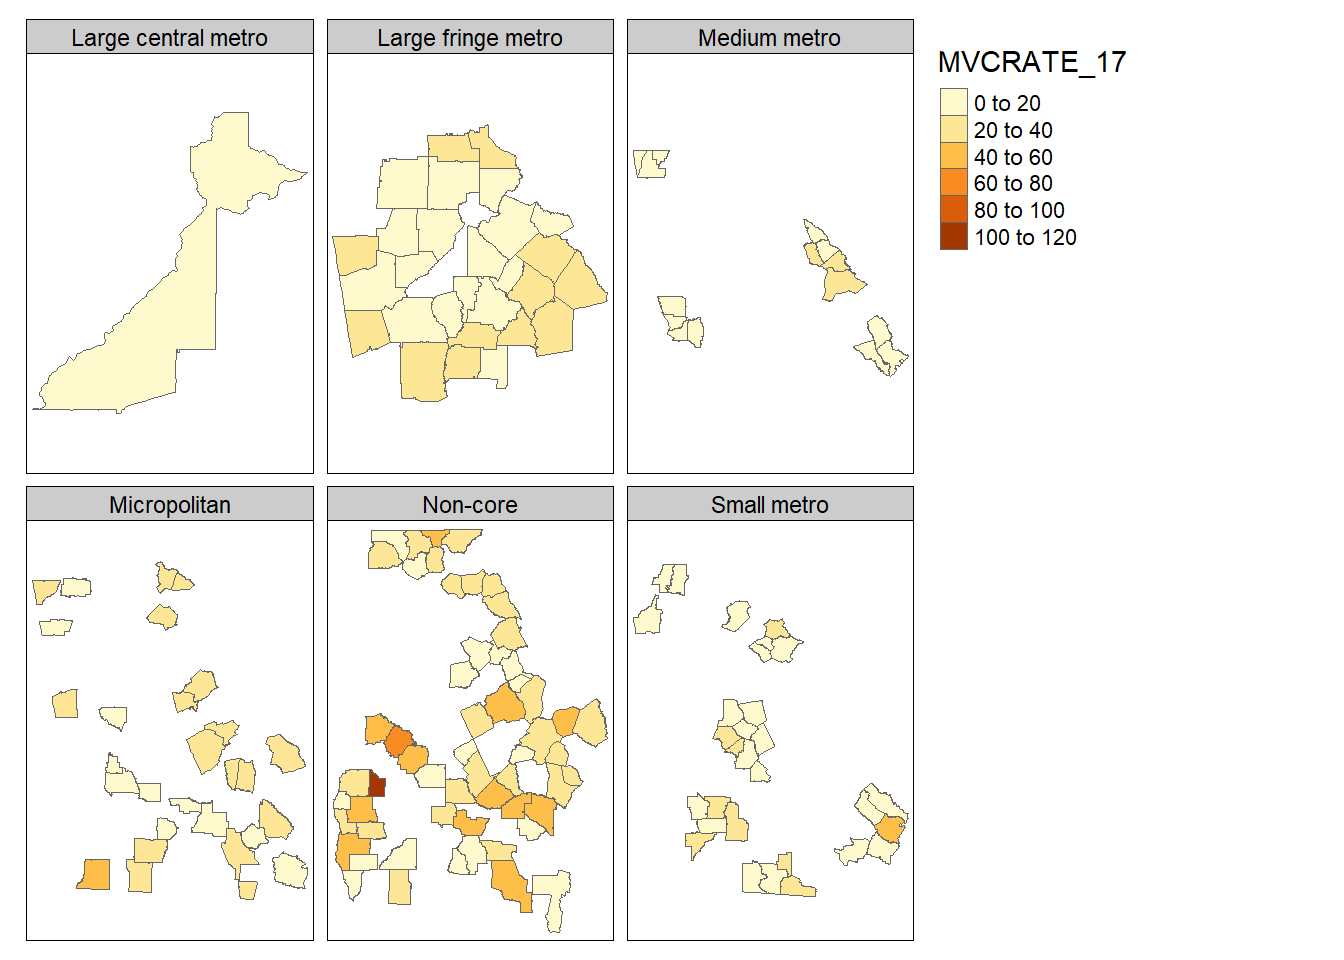 Large central metro
Large fringe metro
Medium metro
MVCRATE_17
0 to 20
20 to 40
40 to 60
60 to 80
80 to 100
100 to 120
Micropolitan
Non-core
Small metro